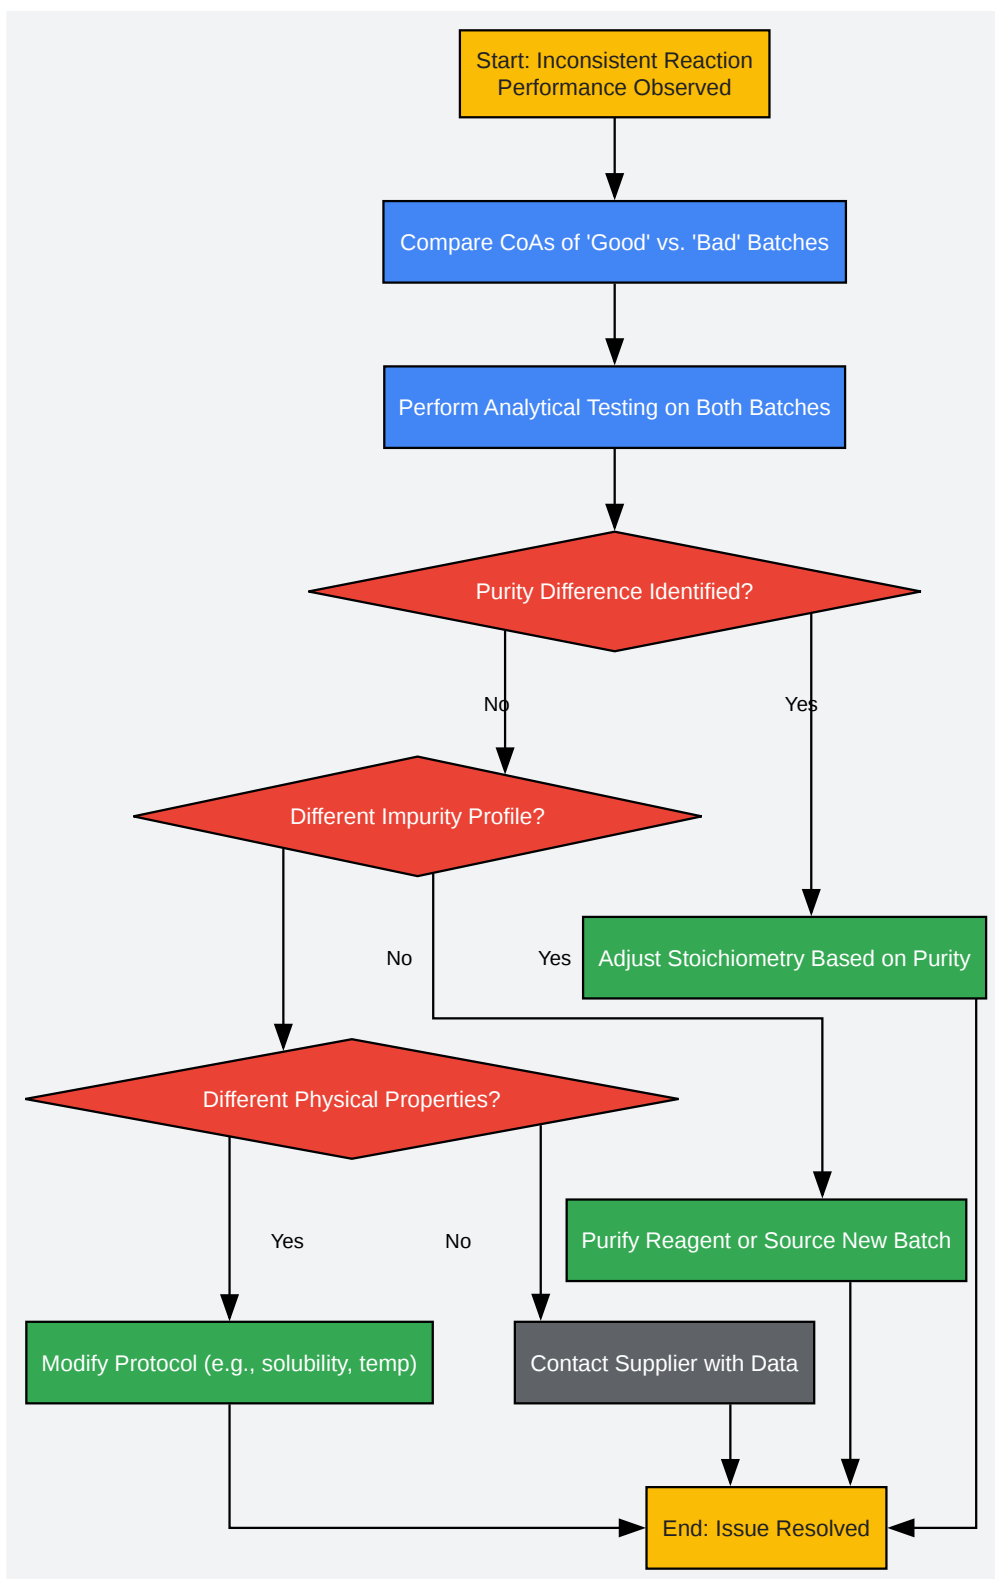 Start: Inconsistent Reaction
Performance Observed
Compare CoAs of 'Good' vs. 'Bad' Batches
Perform Analytical Testing on Both Batches
Purity Difference Identified?
No
Yes
Different Impurity Profile?
No
Yes
Adjust Stoichiometry Based on Purity
Different Physical Properties?
Yes
No
Purify Reagent or Source New Batch
Modify Protocol (e.g., solubility, temp)
Contact Supplier with Data
End: Issue Resolved